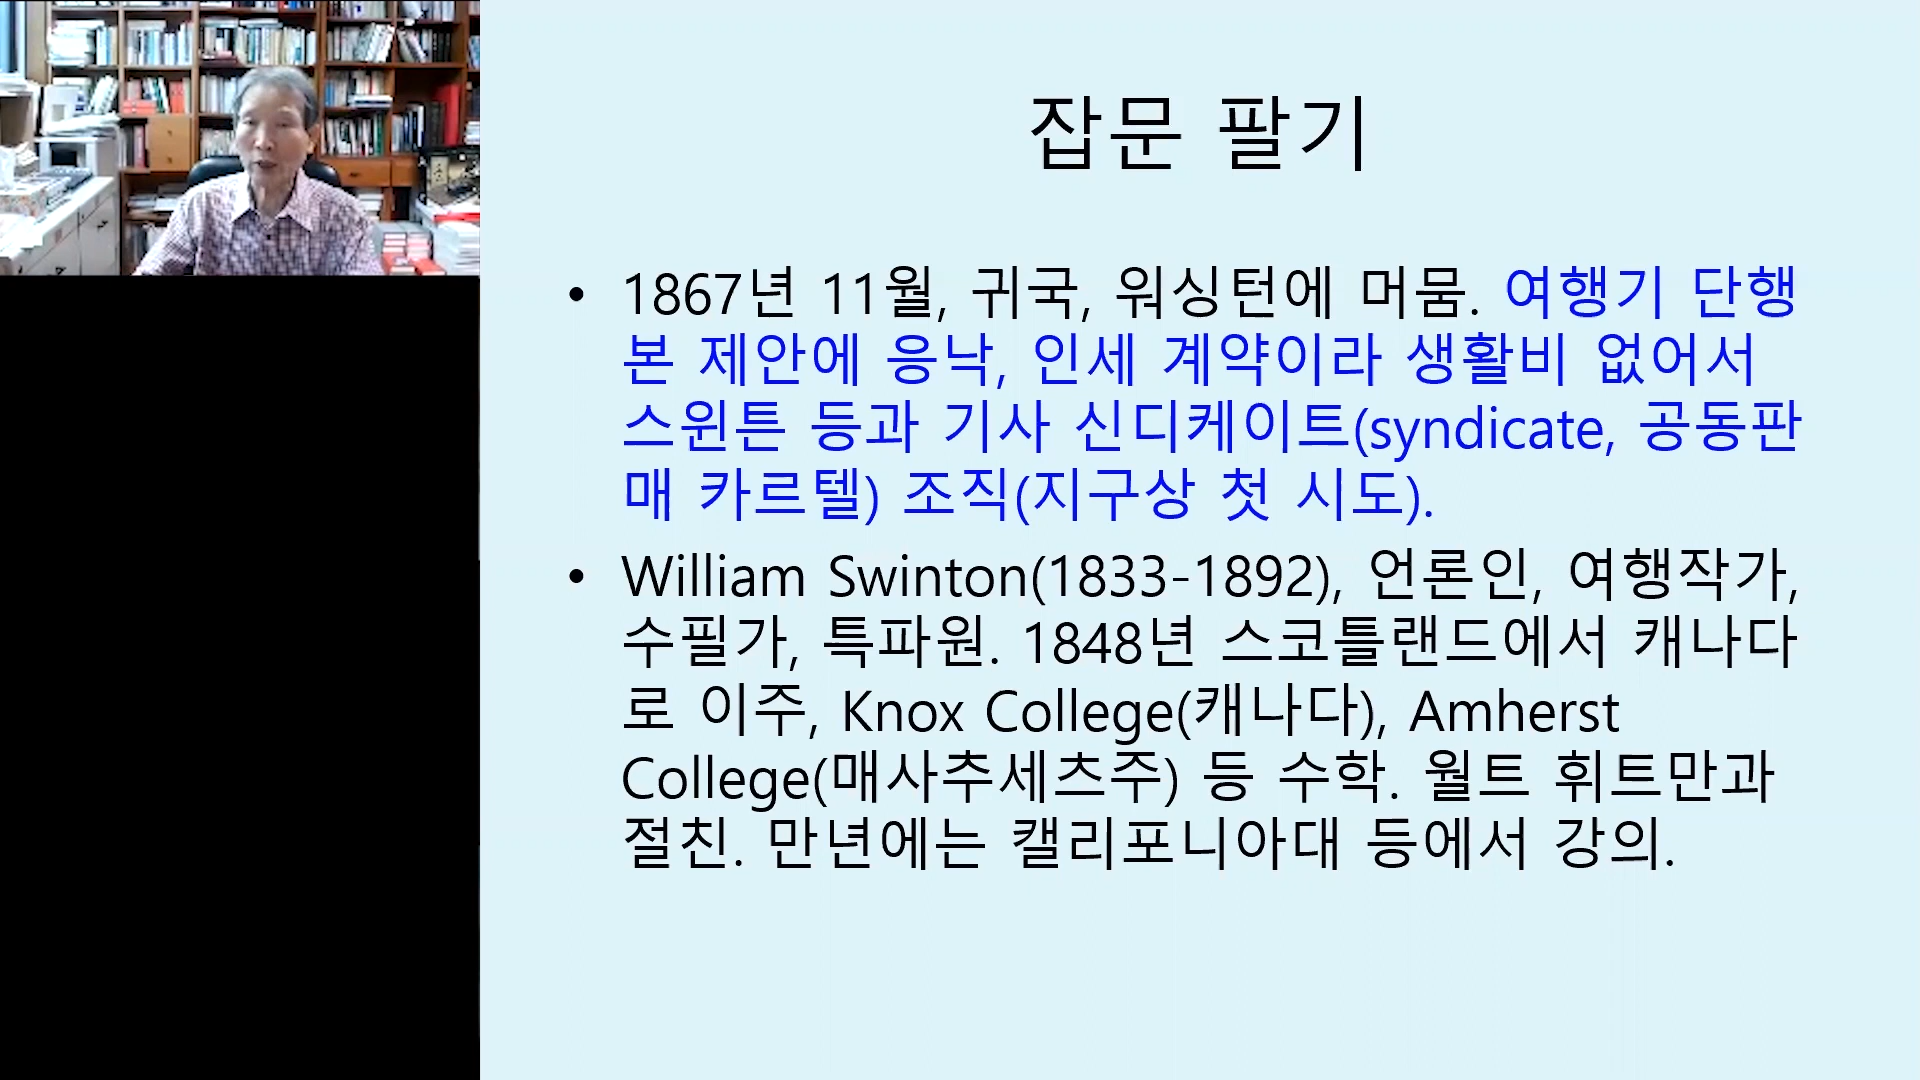 잡문 팔기
• 1867년 11월, 귀국, 워싱턴에 머뭄. 여행기 단행
본 제안에 응낙, 인세 계약이라 생활비 없어서
스윈튼 등과 기사 신디케이트(syndicate, 공동판
매 카르텔) 조직(지구상 첫 시도).
• William Swinton(1833-1892), 언론인, 여행작가,
수필가, 특파원. 1848년 스코틀랜드에서 캐나다
로 이주, Knox College(캐나다), Amherst
College(매사추세츠주) 등 수학. 월트 휘트만과
절친. 만년에는 캘리포니아대 등에서 강의.